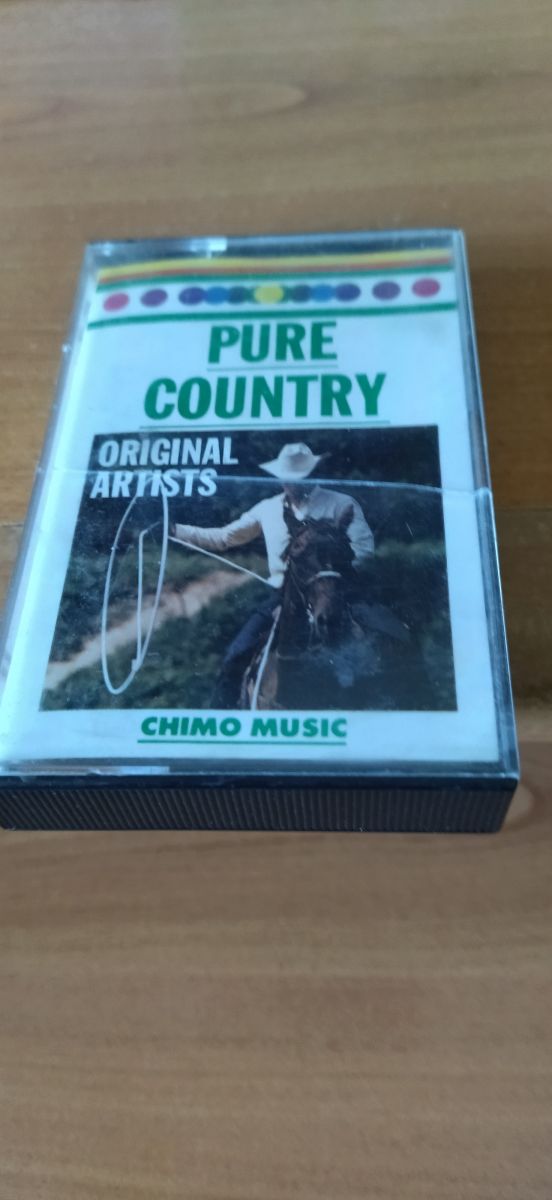 PURE
COUNTRY
ORIGINAL
ARTISTS
CHIMO MUSIC